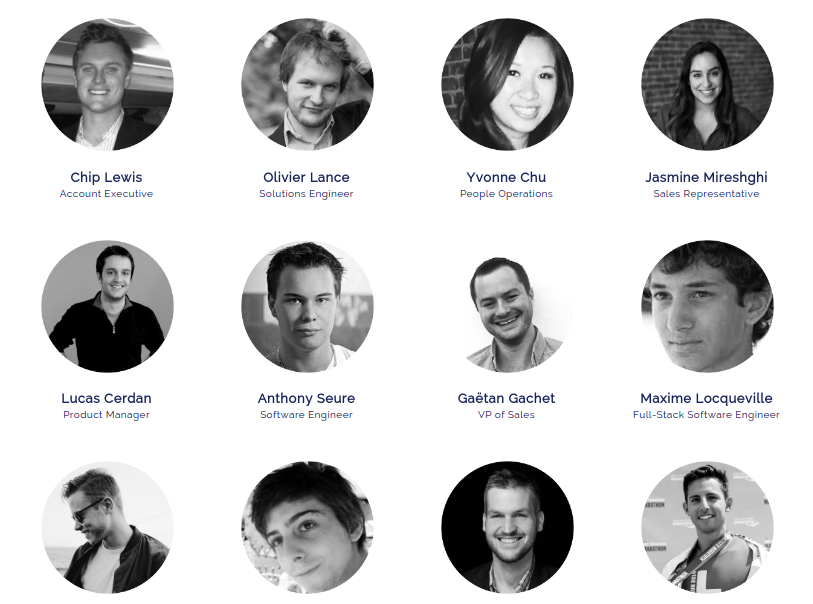 Chip Lewis
Account Executive
Olivier Lance
Solutions Engineer
Yvonne Chu
People Operations
Jasmine Mireshghi
Sales Representative
Lucas Cerdan
Product Manager
Anthony Seure
Software Engineer
Gaëtan Gachet
VP of Sales
Maxime Locqueville
Full-Stack Software Engineer
MARATHON